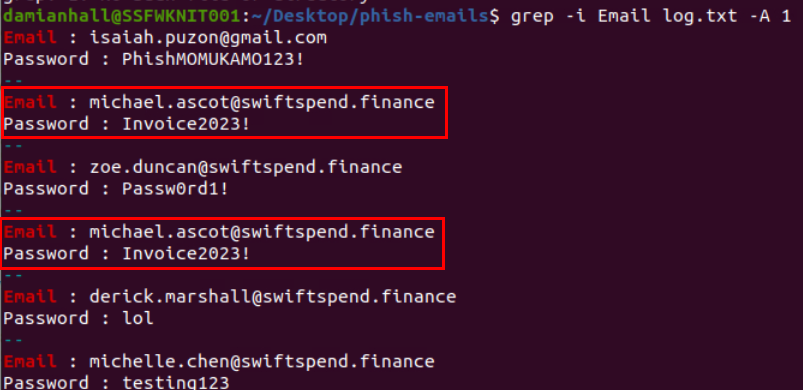 damianhall@SSFWKNIT001:~/Desktop/phish-emails$ grep -i Email log.txt -A 1
Email : isaiah.puzon@gmail.com
Password : PhishMOMUKAMO123!
--
Email : michael.ascot@swiftspend.finance
Password : Invoice2023!
--
Email : zoe.duncan@swiftspend.finance
Password : Passw0rd1!
--
Email : michael.ascot@swiftspend.finance
Password : Invoice2023!
--
Email : derick.marshall@swiftspend.finance
Password : lol
--
Email : michelle.chen@swiftspend.finance
Password : testing123